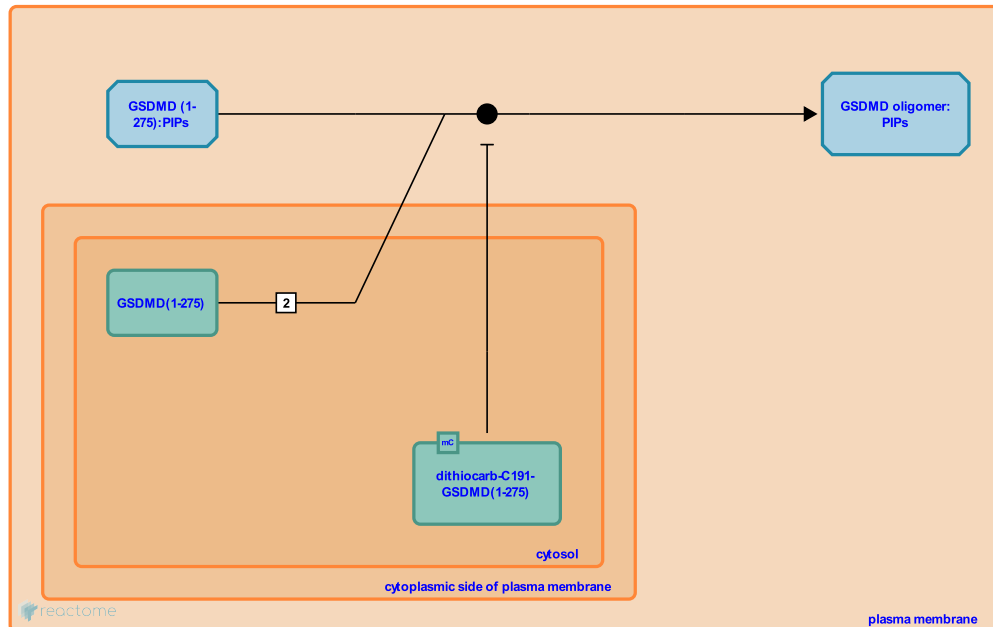 GSDMD (1-
275):PIPs
GSDMD oligomer:
PIPs
GSDMD(1-275)
2
mC
dithiocarb-C191-
GSDMD(1-275)
cytosol
cytoplasmic side of plasma membrane
reactome
plasma membrane